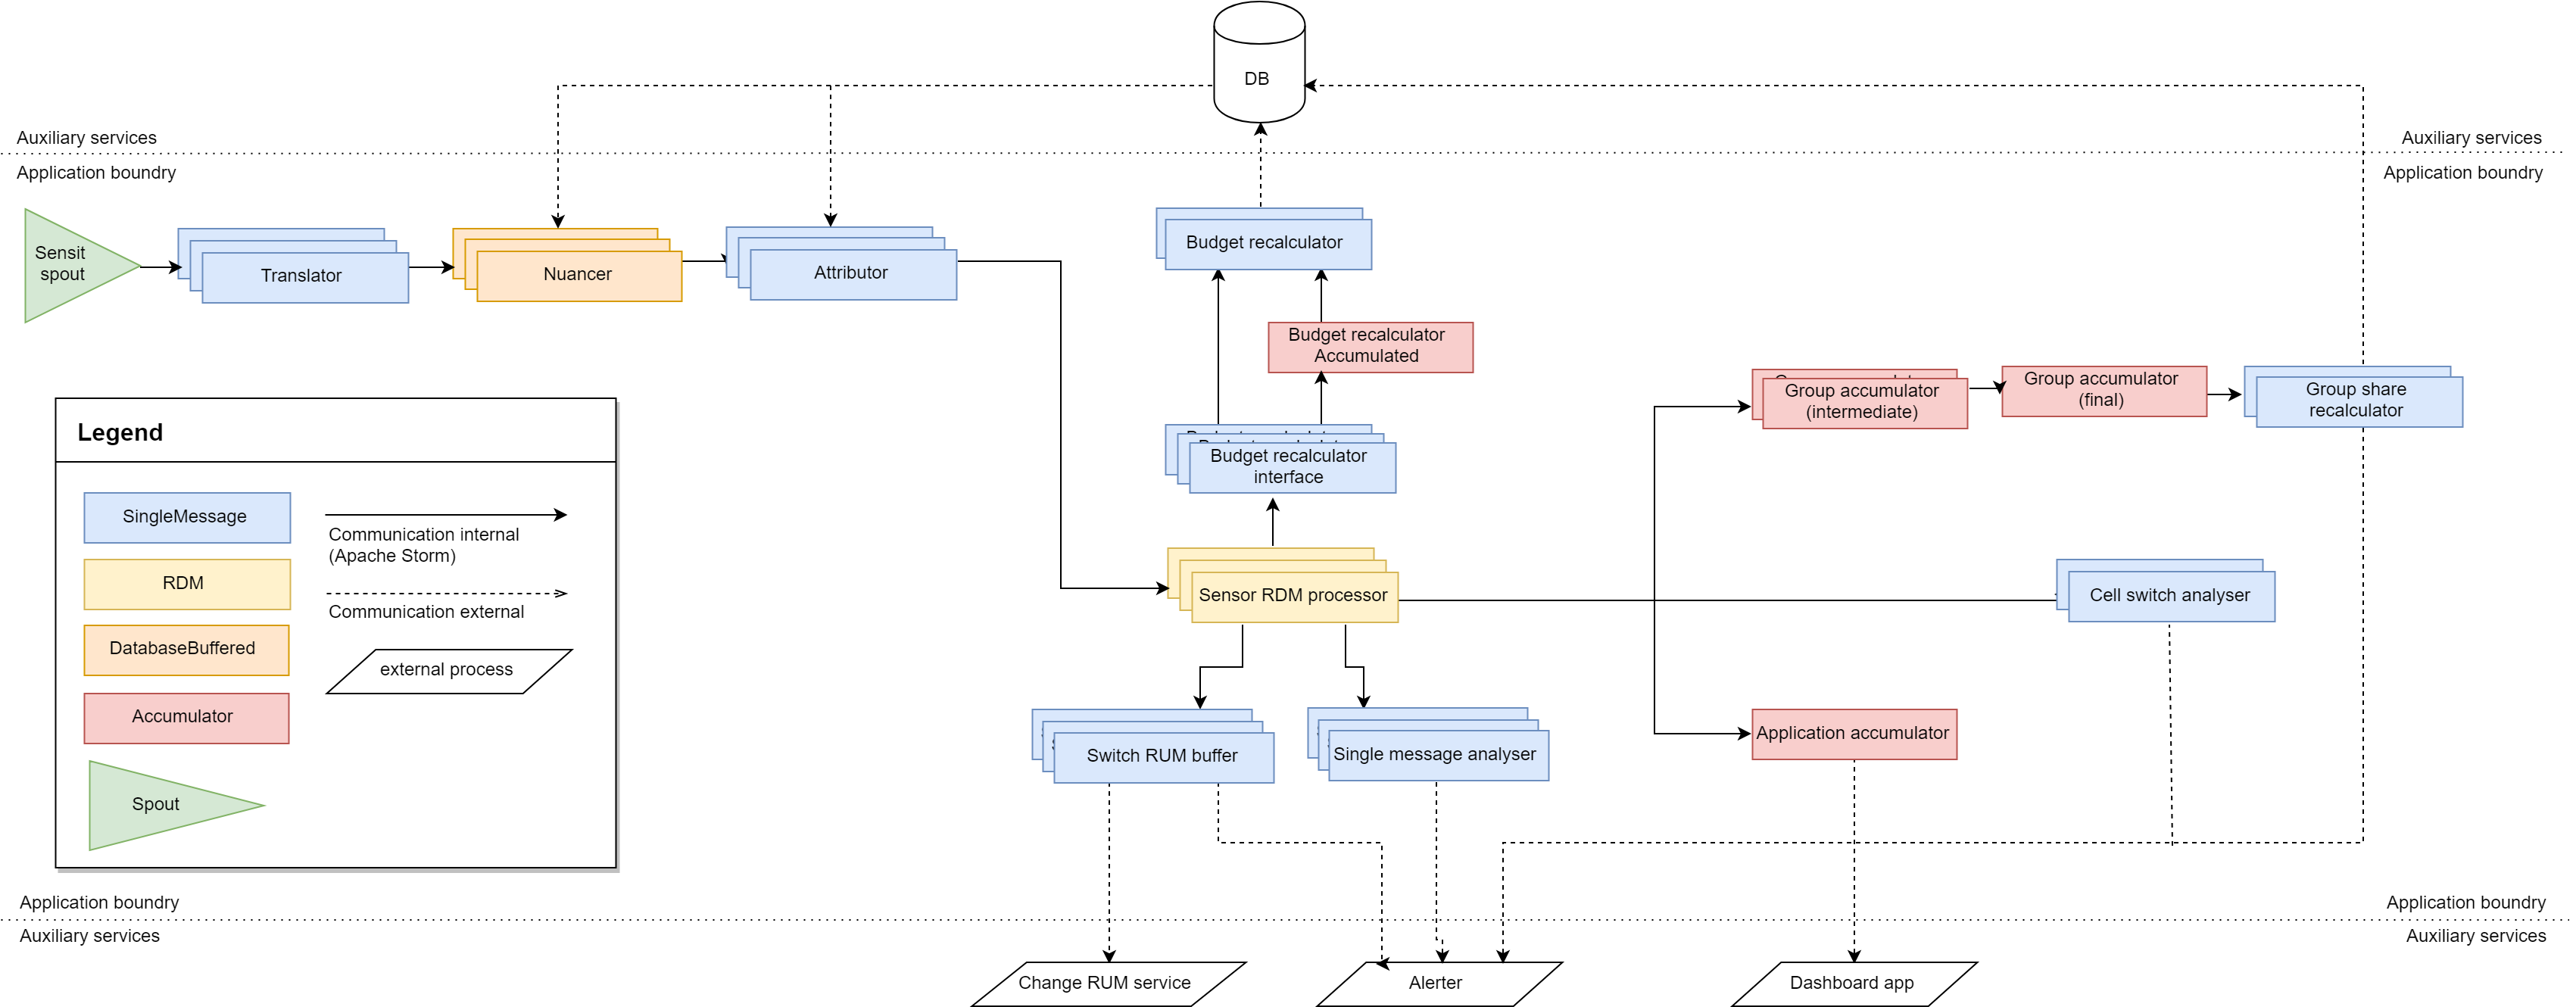 DB
Auxiliary services
Auxiliary services
Application boundry
Application boundry
Sensit
spout
Translator
Nuancer
Attributor
Budget recalculator
Budget recalculator
Accumulated
Group accumulator
(intermediate)
Group accumulator
(final)
Group share
recalculator
Budget recalculator
interface
Legend
SingleMessage
RDM
DatabaseBuffered
Accumulator
Spout
Communication internal
(Apache Storm)
Communication external
external process
Sensor RDM processor
Cell switch analyser
Switch RUM buffer
Single message analyser
Application accumulator
Application boundry
Application boundry
Auxiliary services
Auxiliary services
Change RUM service
Alerter
Dashboard app